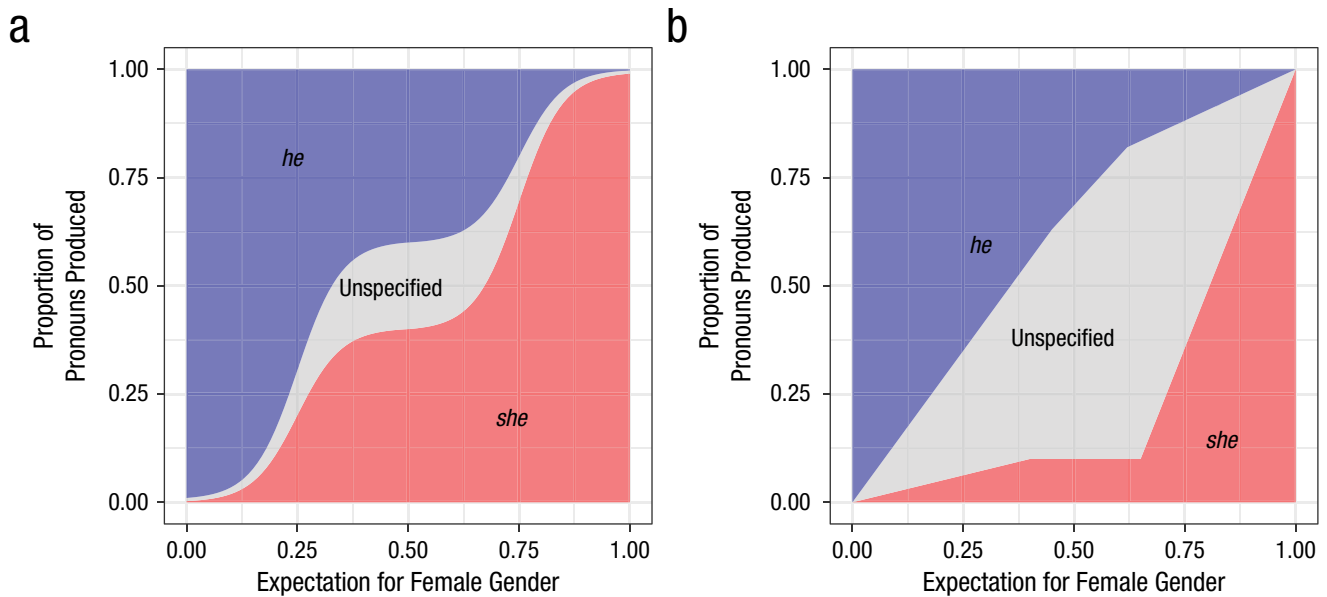 a
1.00
0.75
0.50
0.25
0.00
Proportion of
Pronouns Produced
he
Unspecified
she
0.00 0.25 0.50 0.75 1.00
Expectation for Female Gender
b
1.00
0.75
0.50
0.25
0.00
Proportion of
Pronouns Produced
he
Unspecified
she
0.00 0.25 0.50 0.75 1.00
Expectation for Female Gender